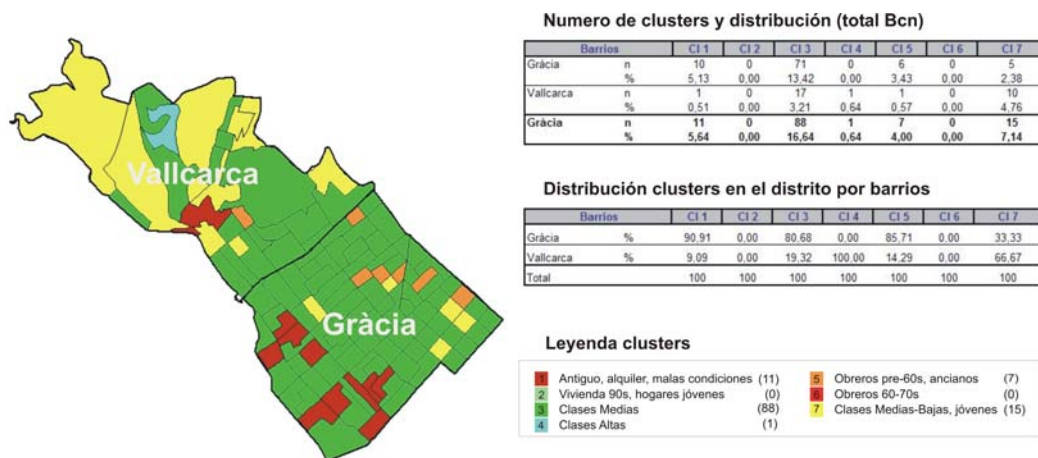 Vallcarca
Gràcia
Numero de clusters y distribución (total Bcn)
Barrios Cl 1 Cl 2 Cl 3 Cl 4 Cl 5 Cl 6 Cl 7
Gràcia n 10 0 71 0 6 0 5
% 5,13 0,00 13,42 0,00 3,43 0,00 2,38
Vallcarca n 1 0 17 1 1 0 10
% 0,51 0,00 3,21 0,64 0,57 0,00 4,76
Gràcia n 11 0 88 1 7 0 15
% 5,64 0,00 16,64 0,64 4,00 0,00 7,14
Distribución clusters en el distrito por barrios
Barrios Cl 1 Cl 2 Cl 3 Cl 4 Cl 5 Cl 6 Cl 7
Gràcia % 90,91 0,00 80,68 0,00 85,71 0,00 33,33
Vallcarca % 9,09 0,00 19,32 100,00 14,29 0,00 66,67
Total 100 100 100 100 100 100 100
Leyenda clusters
1 Antiguo, alquiler, malas condiciones (11)
2 Vivienda 90s, hogares jóvenes (0)
3 Clases Medias (88)
4 Clases Altas (1)
5 Obreros pre-60s, ancianos (7)
6 Obreros 60-70s (0)
7 Clases Medias-Bajas, jóvenes (15)